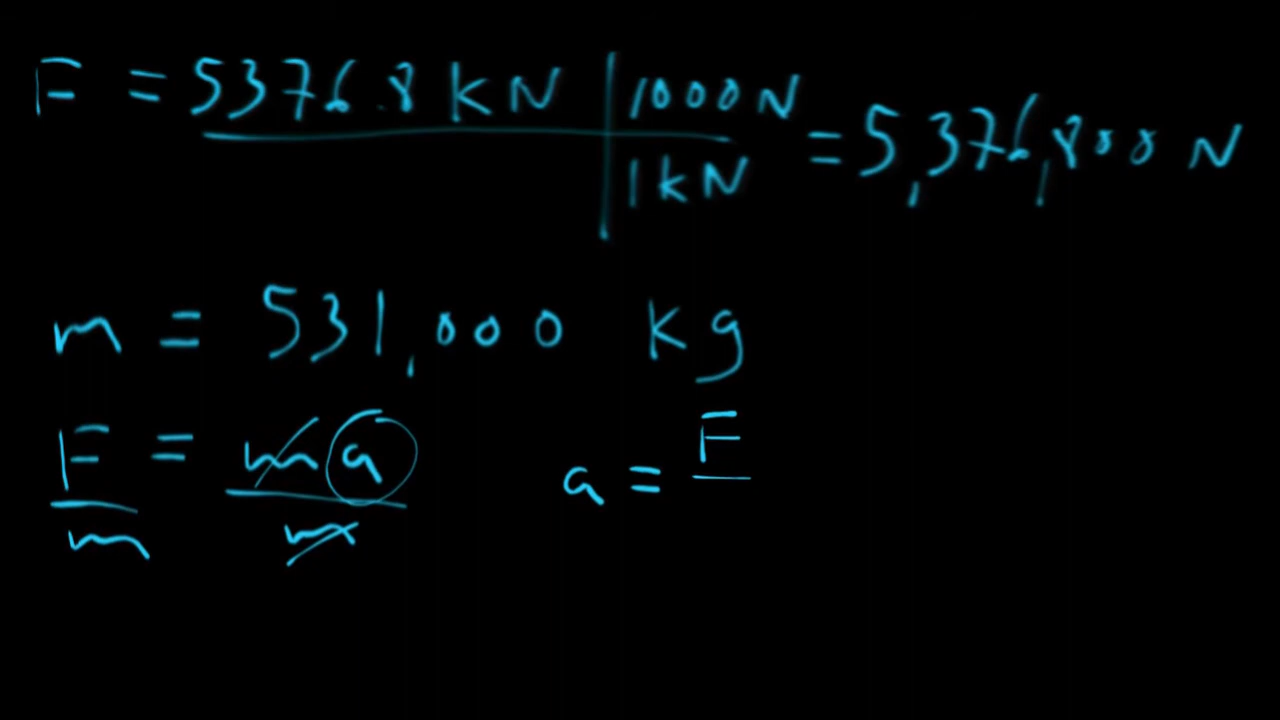 F = 5376.8 kN | 1000 N = 5,376,800 N
1 kN
m = 531,000 kg
F = ma a = F
m m